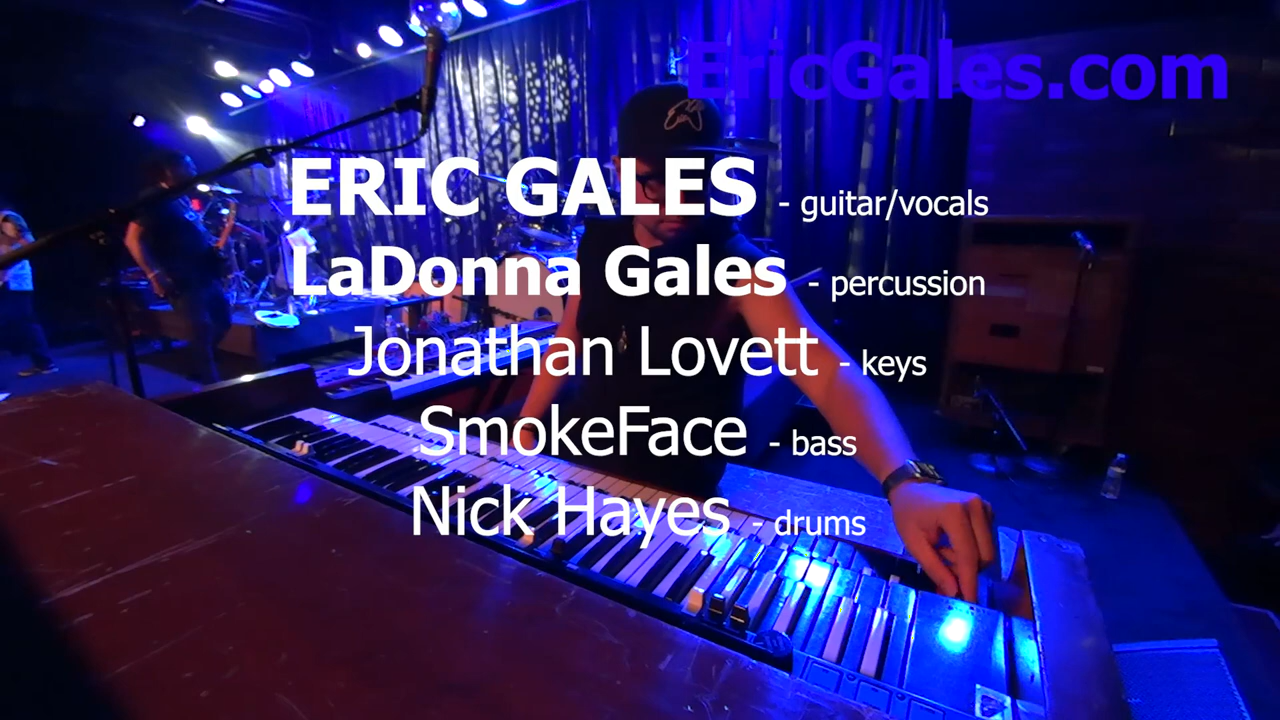 EricGales.com
ERIC GALES - guitar/vocals
LaDonna Gales - percussion
Jonathan Lovett - keys
SmokeFace - bass
Nick Hayes - drums